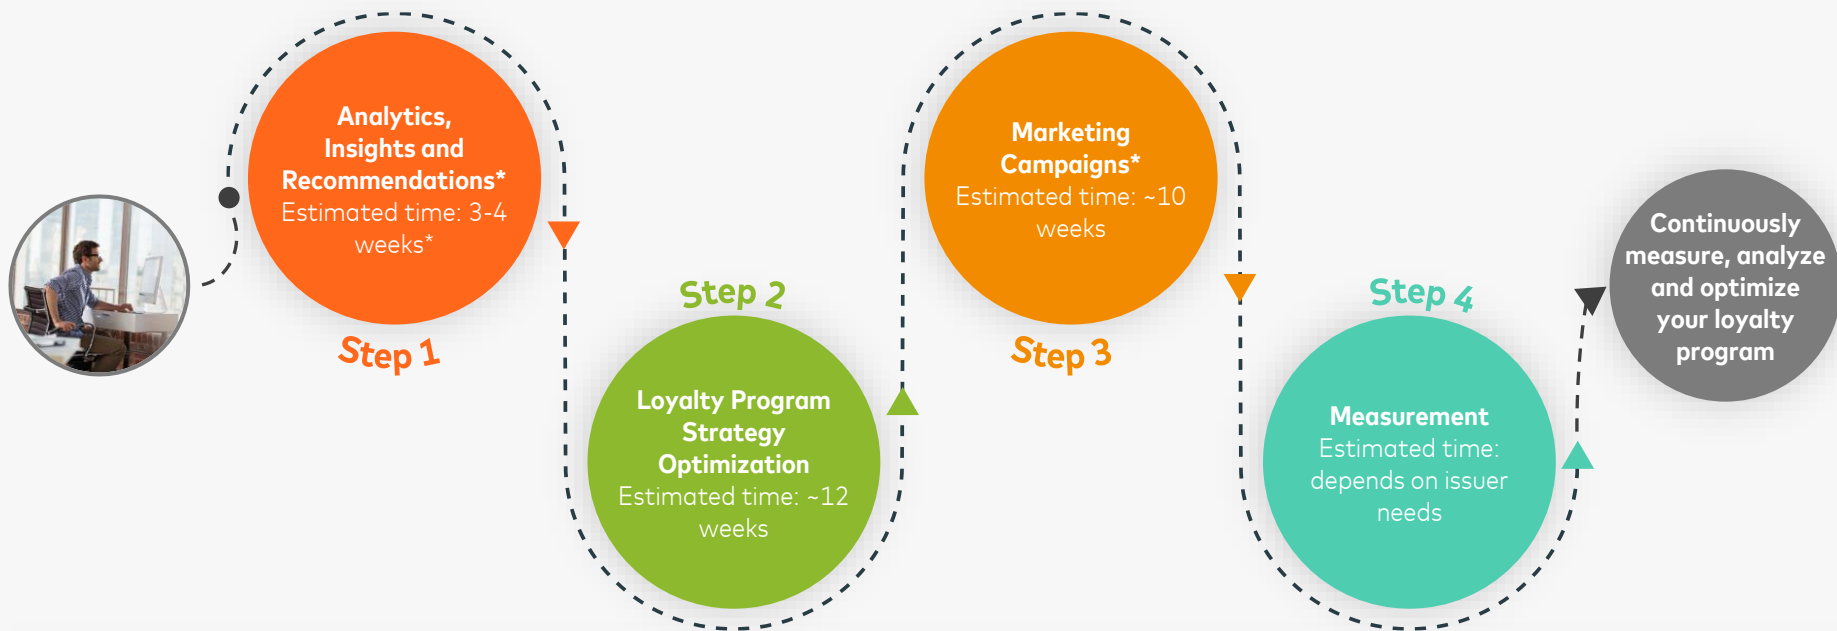 Analytics,
Insights and
Recommendations*
Estimated time: 3-4
weeks*
Step 1
Step 2
Loyalty Program
Strategy
Optimization
Estimated time: ~12
weeks
Marketing
Campaigns*
Estimated time: ~10
weeks
Step 3
Step 4
Measurement
Estimated time:
depends on issuer
needs
Continuously
measure, analyze
and optimize
your loyalty
program